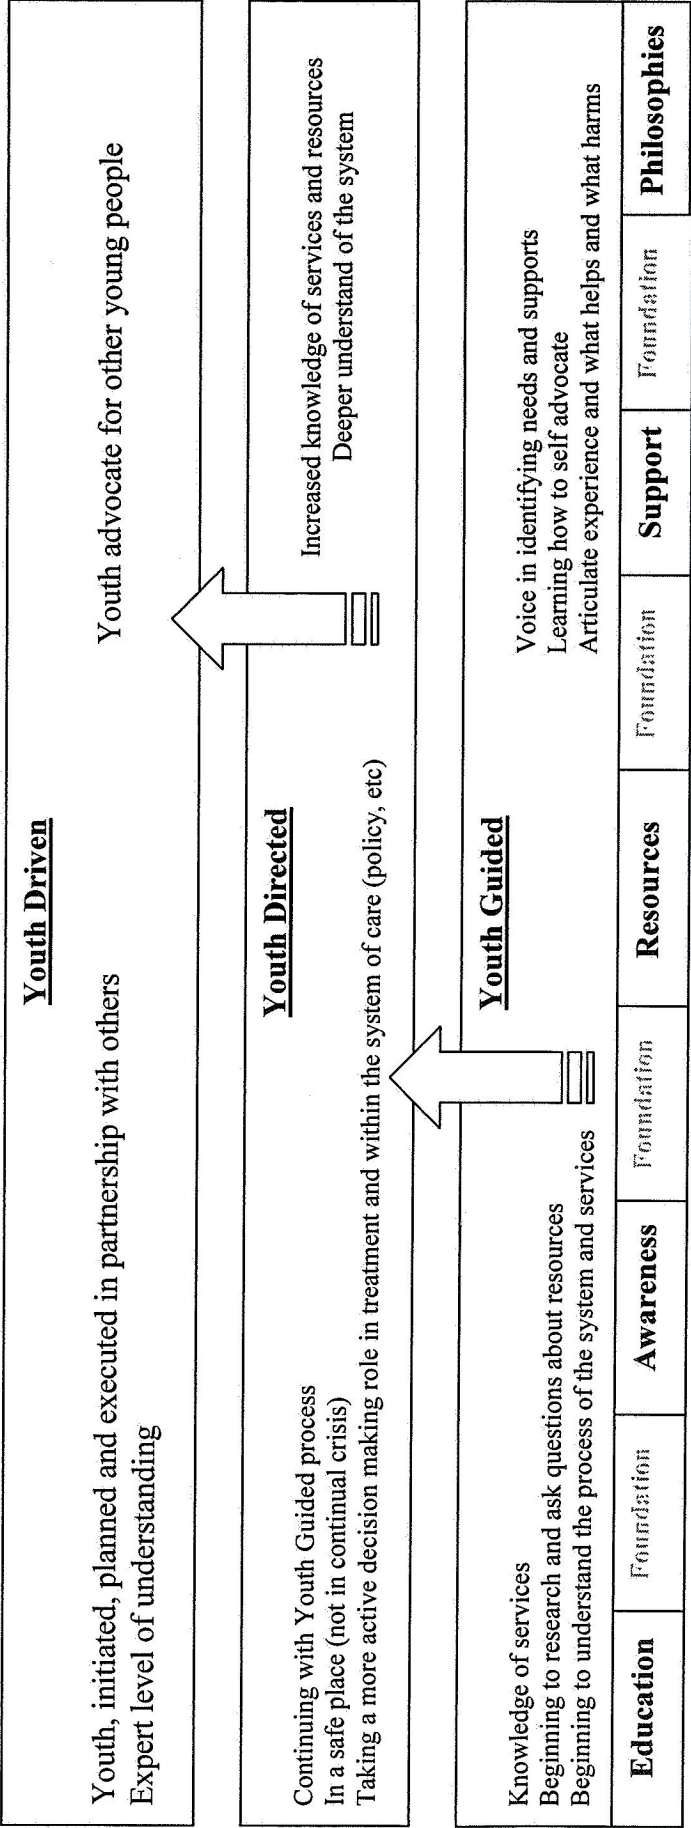 Youth Driven
Youth, initiated, planned and executed in partnership with others
Expert level of understanding
Youth advocate for other young people
Youth Directed
Continuing with Youth Guided process
In a safe place (not in continual crisis)
Taking a more active decision making role in treatment and within the system of care (policy, etc)
Increased knowledge of services and resources
Deeper understand of the system
Youth Guided
Knowledge of services
Beginning to research and ask questions about resources
Beginning to understand the process of the system and services
Voice in identifying needs and supports
Learning how to self advocate
Articulate experience and what helps and what harms
Education
Foundation
Awareness
Foundation
Resources
Foundation
Support
Foundation
Philosophies